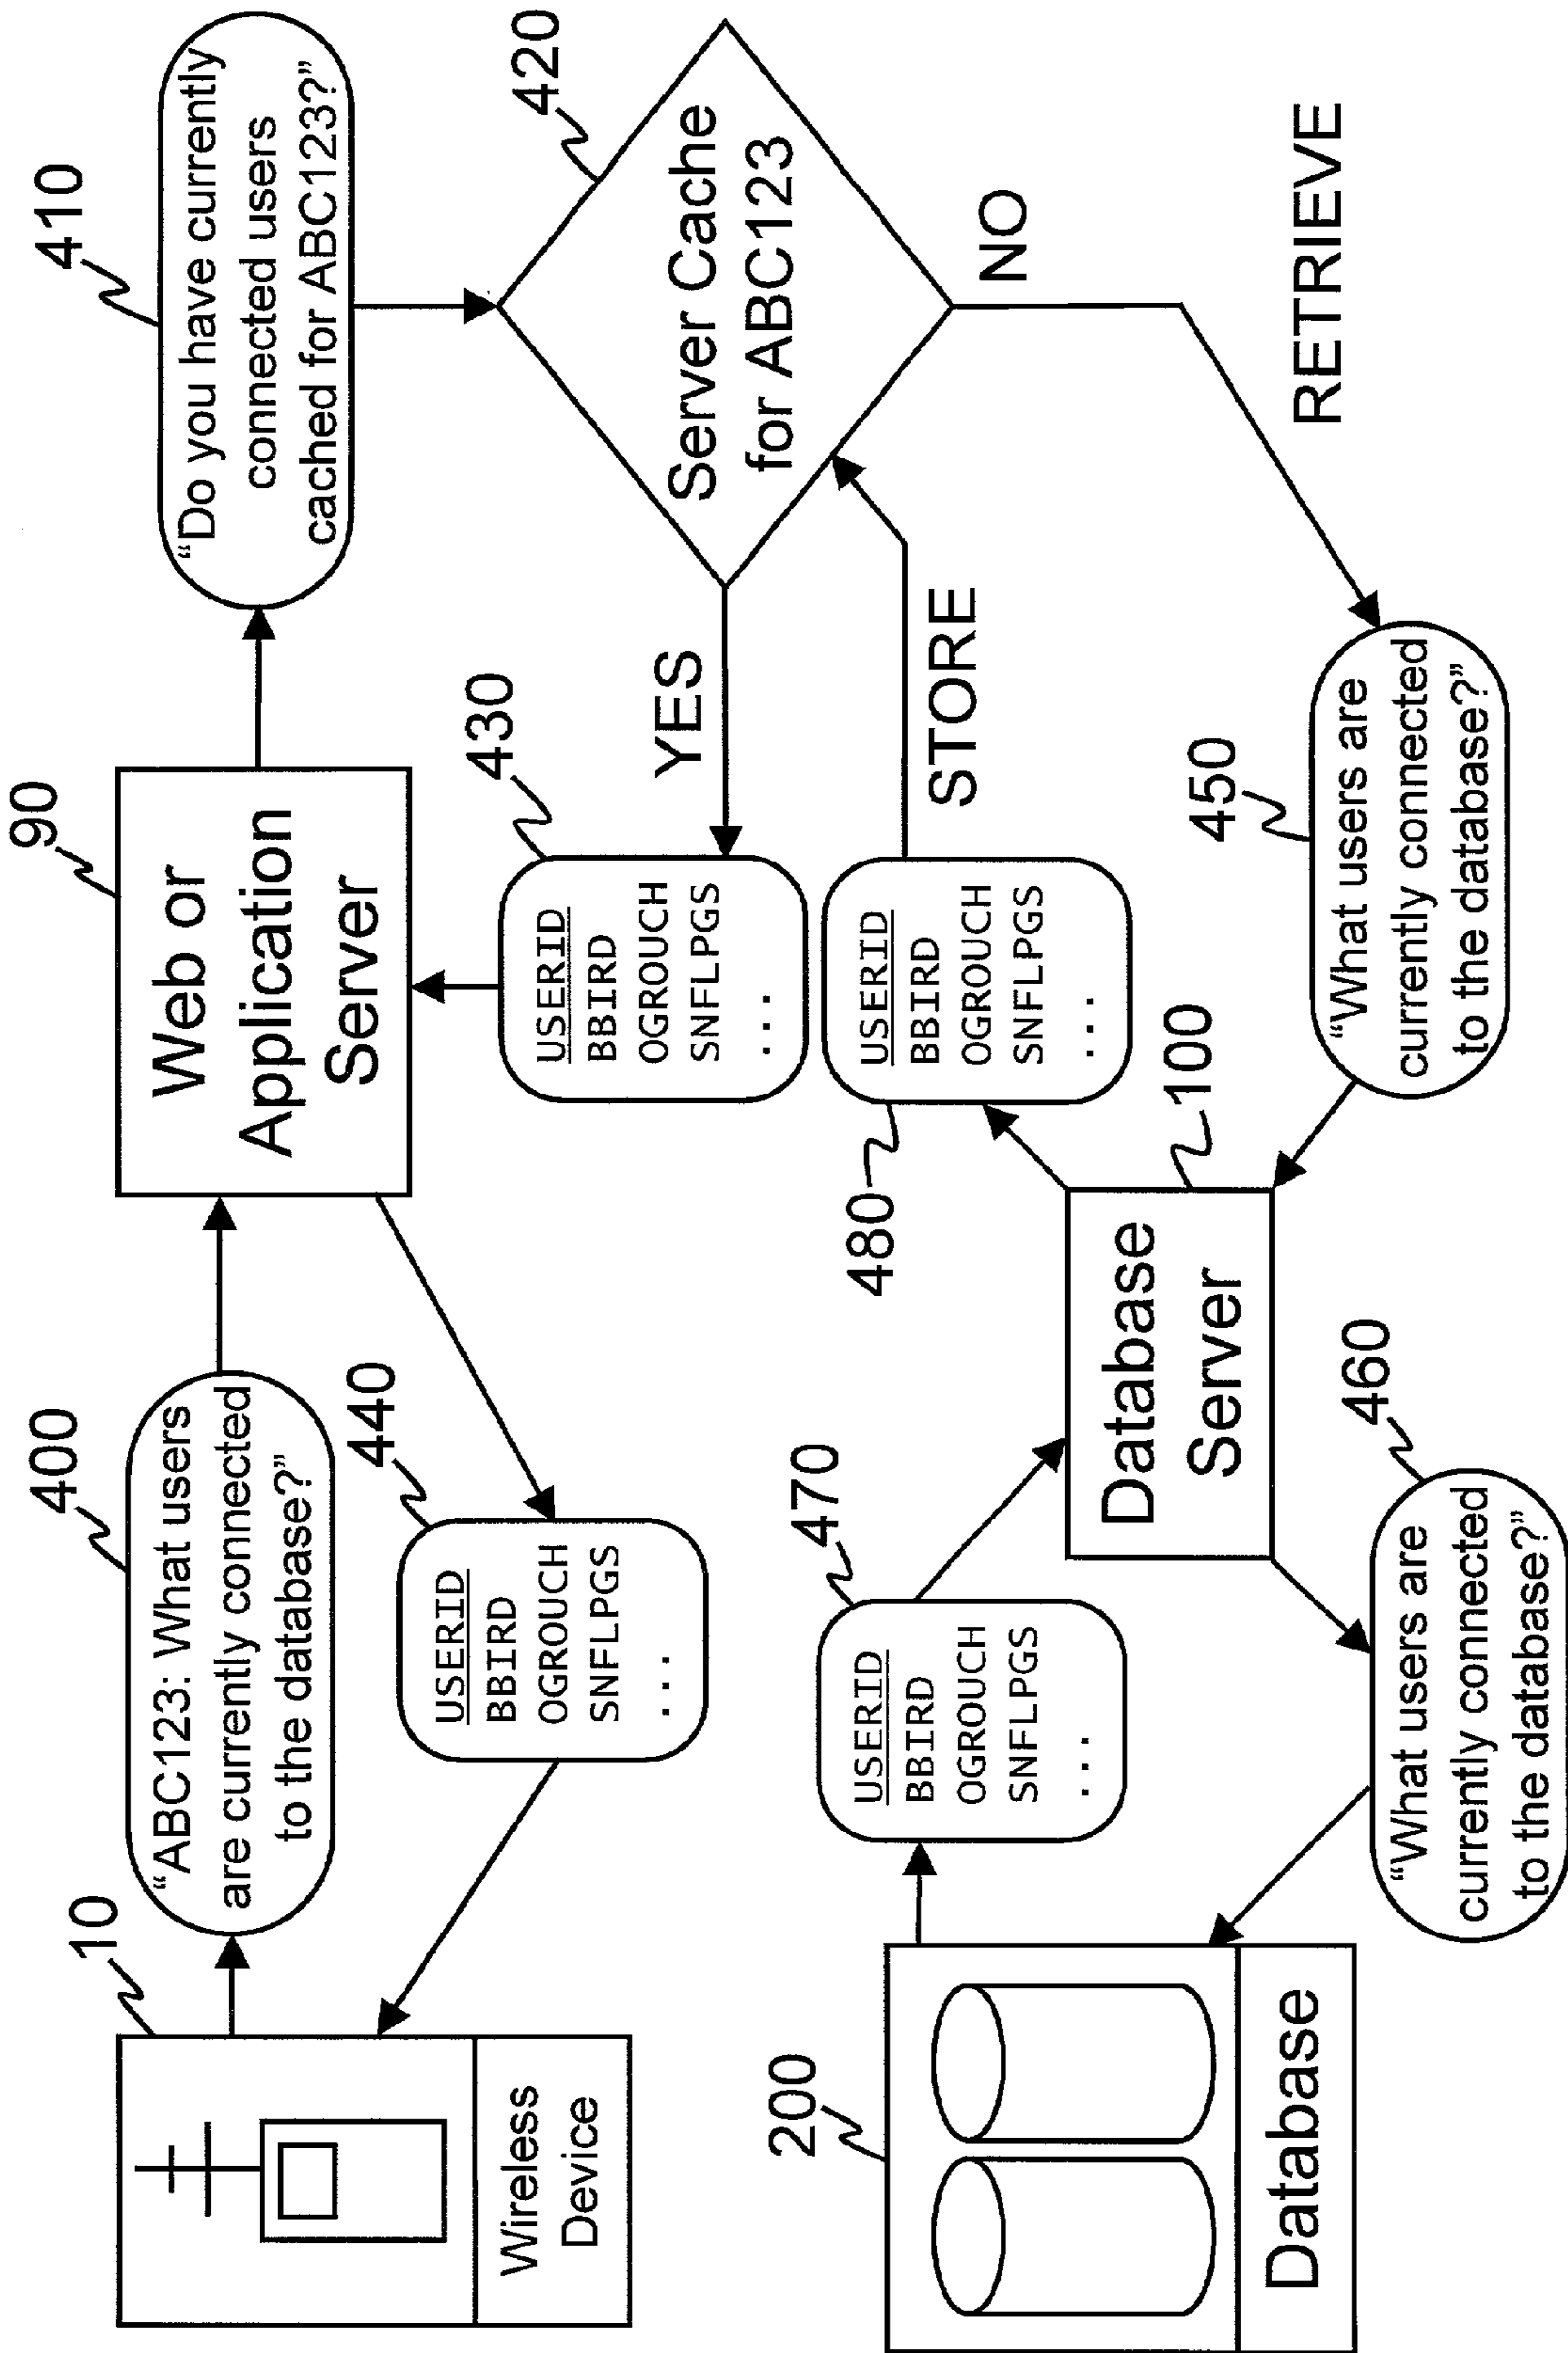 10
Wireless
Device
400
“ABC123: What users
are currently connected
to the database?”
90
Web or
Application
Server
410
“Do you have currently
connected users
cached for ABC123?”
440
USERID
BBIRD
OGROUCH
SNFLPGS
...
430
USERID
BBIRD
OGROUCH
SNFLPGS
...
YES
420
Server Cache
for ABC123
NO
RETRIEVE
STORE
480
USERID
BBIRD
OGROUCH
SNFLPGS
...
200
Database
470
USERID
BBIRD
OGROUCH
SNFLPGS
...
100
Database
Server
460
“What users are
currently connected
to the database?”
450
“What users are
currently connected
to the database?”